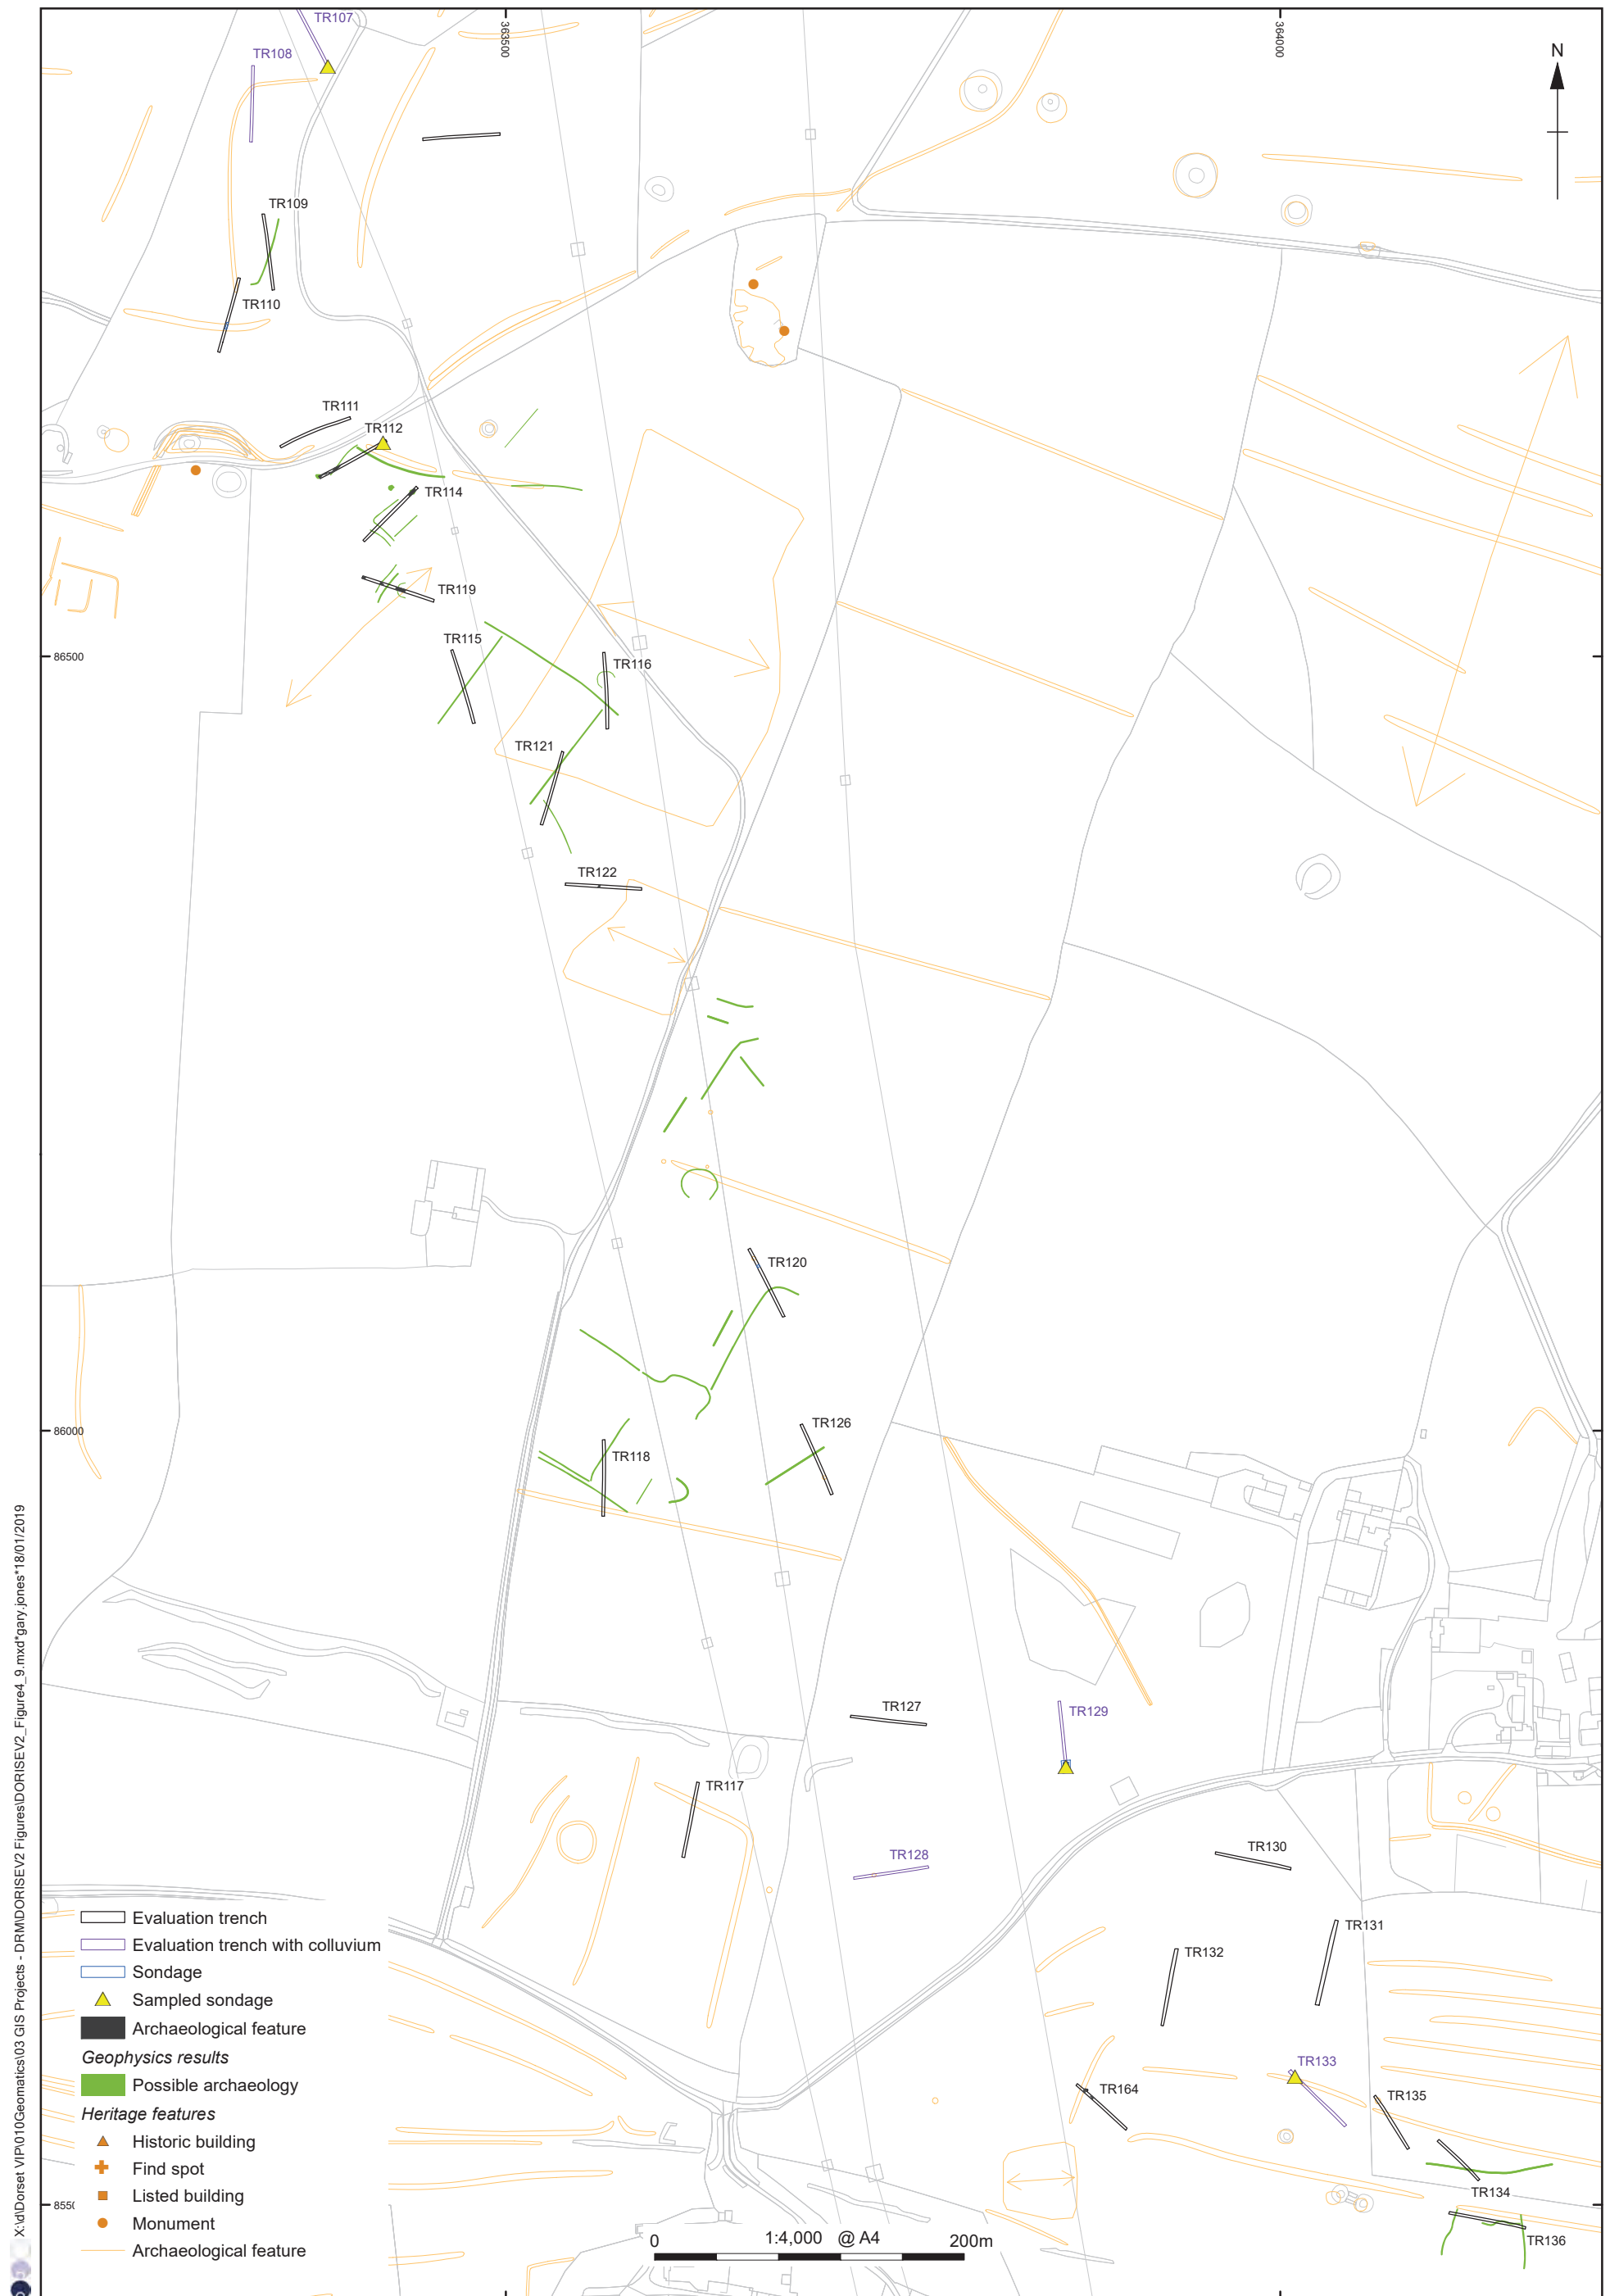 TR107
363500
364000
N
TR108
TR109
TR110
TR111
TR112
TR114
TR119
TR115
86500
TR116
TR121
TR122
TR120
86000
TR126
TR118
TR127
TR129
TR117
TR128
TR130
TR131
TR132
TR133
TR164
TR135
TR134
TR136
Evaluation trench
Evaluation trench with colluvium
Sondage
Sampled sondage
Archaeological feature
Geophysics results
Possible archaeology
Heritage features
Historic building
Find spot
Listed building
Monument
Archaeological feature
0 1:4,000 @ A4 200m
X:\d\Dorset VIP\010Geomatics\03 GIS Projects - DRM\DORISEV2 Figures\DORISEV2_Figure4_9.mxd*gary.jones*18/01/2019